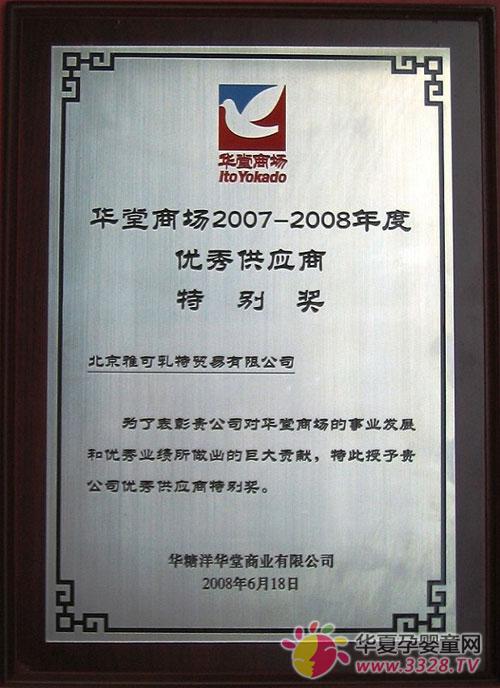 华堂商场
Ito Yokado
华堂商场2007-2008年度
优秀供应商
特别奖
北京雅可乳特贸易有限公司
为了表彰贵公司对华堂商场的事业发展
和优秀业绩所做出的巨大贡献，特此授予贵
公司优秀供应商特别奖。
华糖洋华堂商业有限公司
2008年6月18日
华夏孕婴童网
www.3328.TV